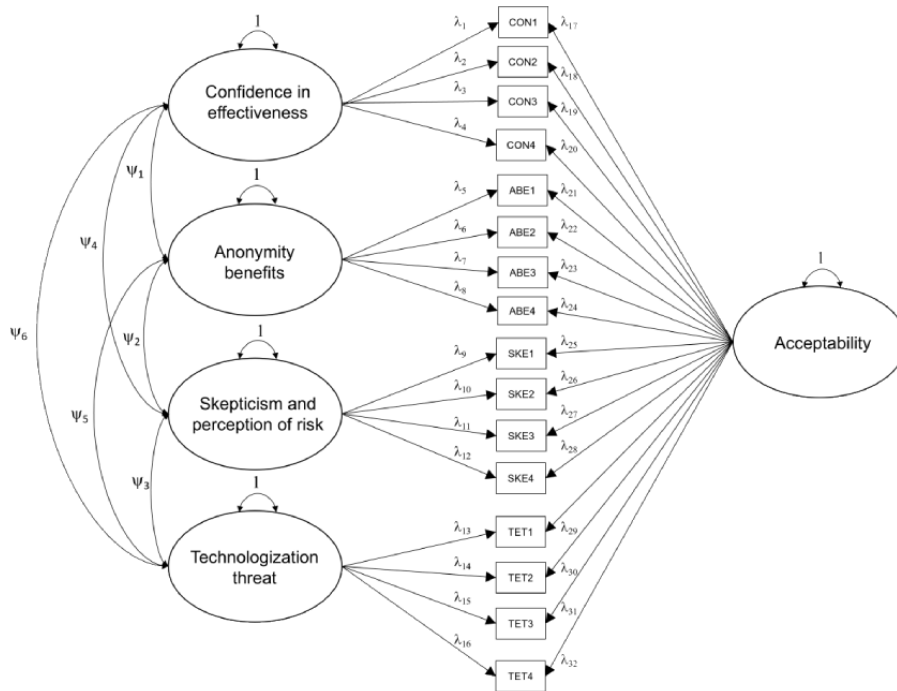 1
Confidence in
effectiveness
1
Anonymity
benefits
1
Skepticism and
perception of risk
1
Technologization
threat
ψ₁
ψ₄
ψ₂
ψ₆
ψ₅
ψ₃
λ₁
λ₂
λ₃
λ₄
λ₅
λ₆
λ₇
λ₈
λ₉
λ₁₀
λ₁₁
λ₁₂
λ₁₃
λ₁₄
λ₁₅
λ₁₆
CON1
CON2
CON3
CON4
ABE1
ABE2
ABE3
ABE4
SKE1
SKE2
SKE3
SKE4
TET1
TET2
TET3
TET4
λ₁₇
λ₁₈
λ₁₉
λ₂₀
λ₂₁
λ₂₂
λ₂₃
λ₂₄
λ₂₅
λ₂₆
λ₂₇
λ₂₈
λ₂₉
λ₃₀
λ₃₁
λ₃₂
1
Acceptability